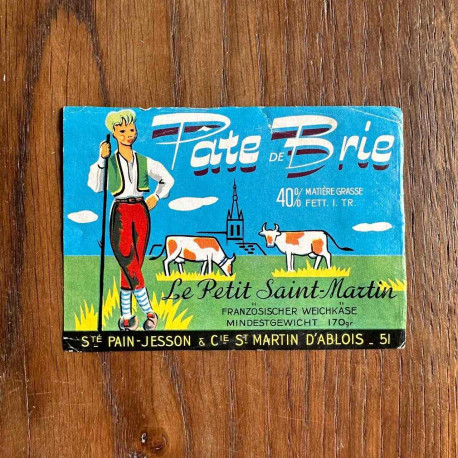 Pâte DE Brie
40% MATIÈRE GRASSE
FETT. I. TR.
Le Petit Saint-Martin
FRANZÖSISCHER WEICHKÄSE
MINDESTGEWICHT 170gr
STÉ PAIN-JESSON & CIE ST MARTIN D'ABLOIS _ 51